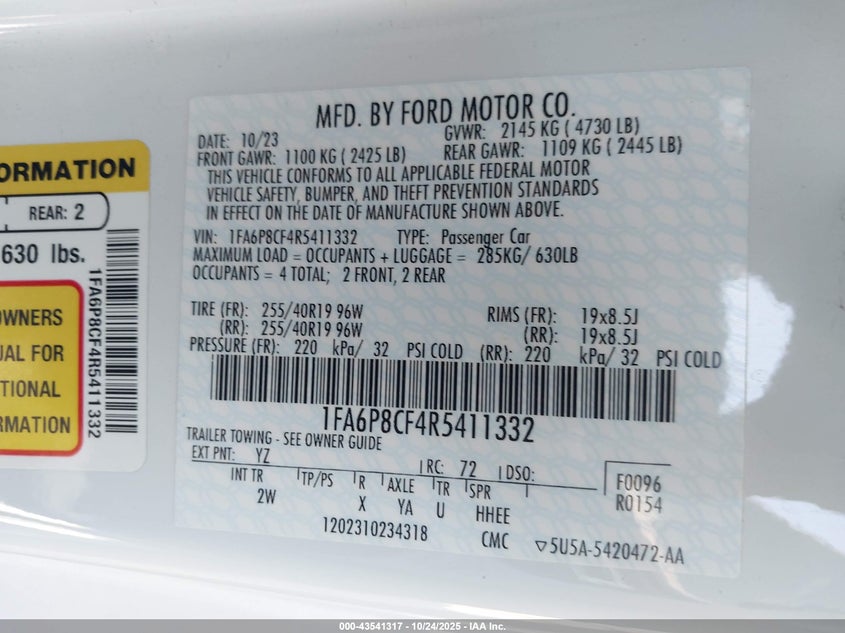 ORMATION
REAR: 2
630 lbs.
OWNERS
UAL FOR
TIONAL
RMATION
1FA6P8CF4R5411332
MFD. BY FORD MOTOR CO.
DATE: 10/23 GVWR: 2145 KG ( 4730 LB)
FRONT GAWR: 1100 KG ( 2425 LB) REAR GAWR: 1109 KG ( 2445 LB)
THIS VEHICLE CONFORMS TO ALL APPLICABLE FEDERAL MOTOR
VEHICLE SAFETY, BUMPER, AND THEFT PREVENTION STANDARDS
IN EFFECT ON THE DATE OF MANUFACTURE SHOWN ABOVE.
VIN: 1FA6P8CF4R5411332 TYPE: Passenger Car
MAXIMUM LOAD = OCCUPANTS + LUGGAGE = 285KG/ 630LB
OCCUPANTS = 4 TOTAL; 2 FRONT, 2 REAR
TIRE (FR): 255/40R19 96W RIMS (FR): 19x8.5J
(RR): 255/40R19 96W (RR): 19x8.5J
PRESSURE (FR): 220 kPa/ 32 PSI COLD (RR): 220 kPa/ 32 PSI COLD
1FA6P8CF4R5411332
TRAILER TOWING - SEE OWNER GUIDE
EXT PNT: YZ RC: 72 DSO:
INT TR TP/PS R AXLE TR SPR
2W X YA U HHEE
F0096
R0154
1202310234318 CMC ▽5U5A-5420472-AA
000-43541317 - 10/24/2025 - IAA Inc.